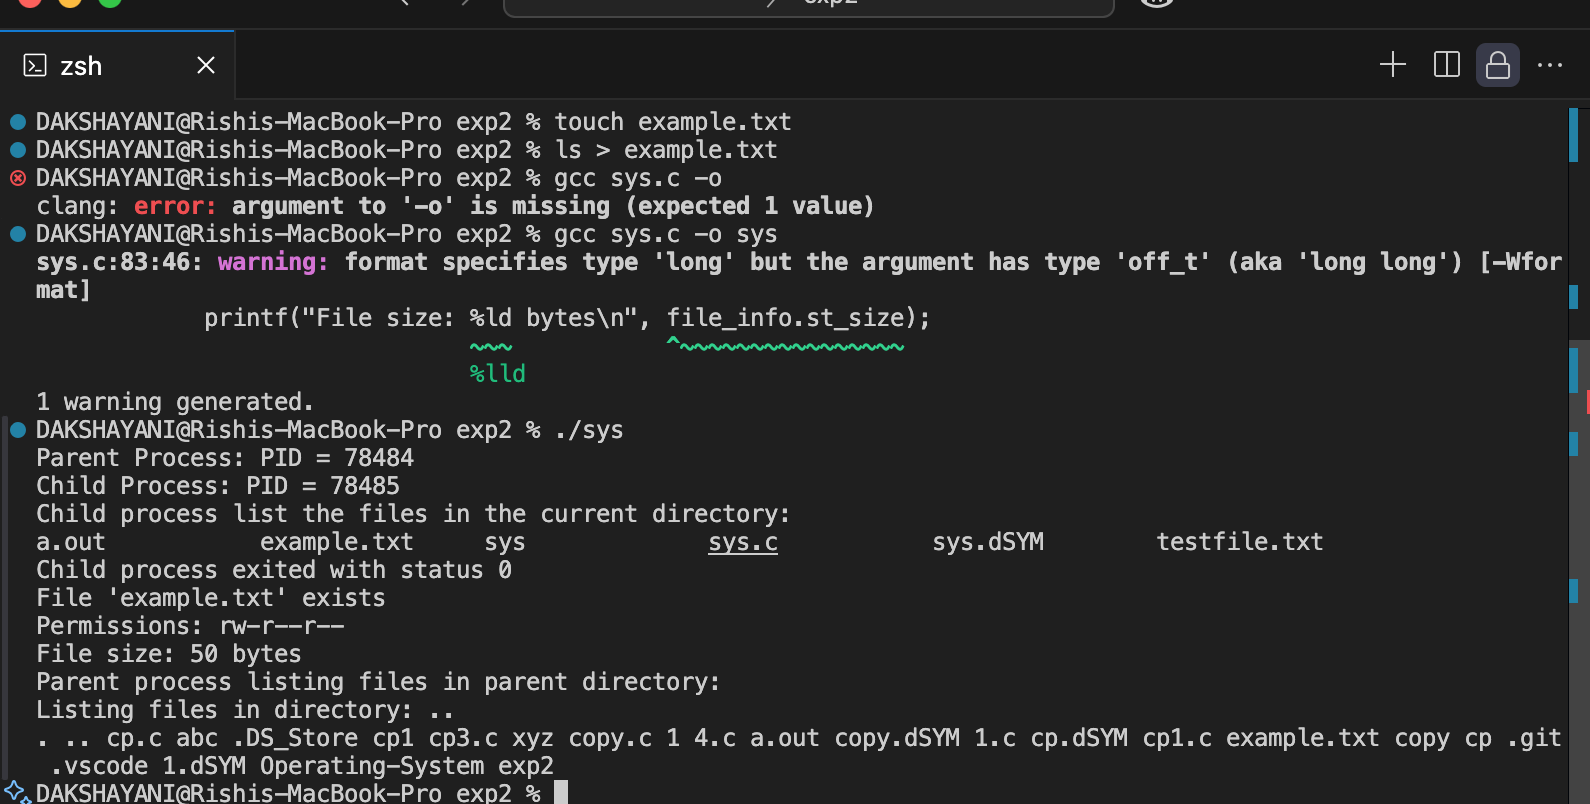 exp2
zsh
DAKSHAYANI@Rishis-MacBook-Pro exp2 % touch example.txt
DAKSHAYANI@Rishis-MacBook-Pro exp2 % ls > example.txt
DAKSHAYANI@Rishis-MacBook-Pro exp2 % gcc sys.c -o
clang: error: argument to '-o' is missing (expected 1 value)
DAKSHAYANI@Rishis-MacBook-Pro exp2 % gcc sys.c -o sys
sys.c:83:46: warning: format specifies type 'long' but the argument has type 'off_t' (aka 'long long') [-Wfor
mat]
printf("File size: %ld bytes\n", file_info.st_size);
~~~ ^~~~~~~~~~~~~~~~~
%lld
1 warning generated.
DAKSHAYANI@Rishis-MacBook-Pro exp2 % ./sys
Parent Process: PID = 78484
Child Process: PID = 78485
Child process list the files in the current directory:
a.out example.txt sys sys.c sys.dSYM testfile.txt
Child process exited with status 0
File 'example.txt' exists
Permissions: rw-r--r--
File size: 50 bytes
Parent process listing files in parent directory:
Listing files in directory: ..
. .. cp.c abc .DS_Store cp1 cp3.c xyz copy.c 1 4.c a.out copy.dSYM 1.c cp.dSYM cp1.c example.txt copy cp .git
.vscode 1.dSYM Operating-System exp2
DAKSHAYANI@Rishis-MacBook-Pro exp2 %